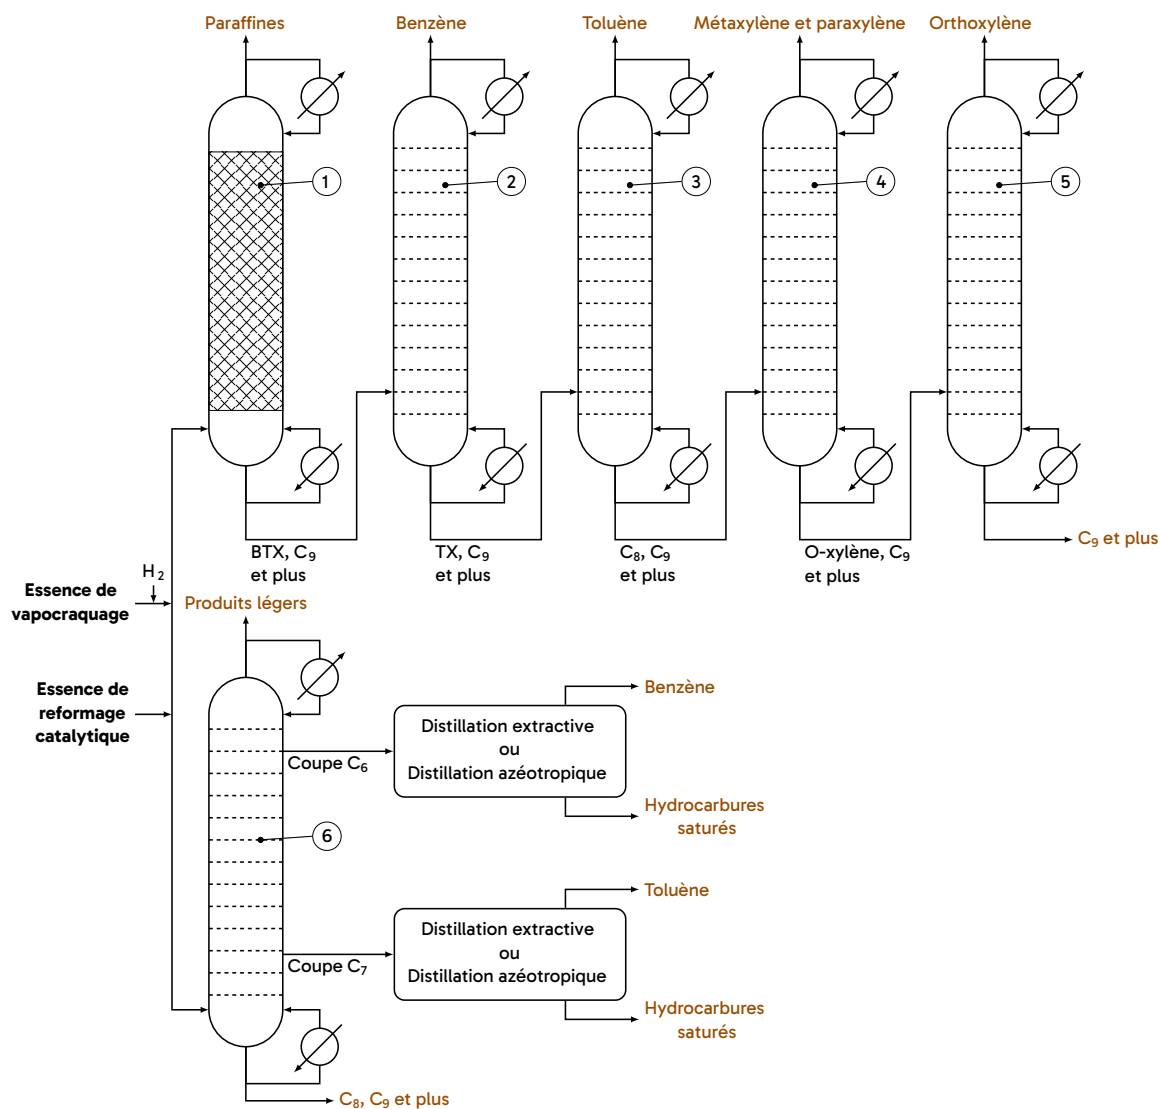 Paraffines
Benzène
Toluène
Métaxylène et paraxylène
Orthoxylène
1
2
3
4
5
BTX, C₉
et plus
TX, C₉
et plus
C₈, C₉
et plus
O-xylène, C₉
et plus
C₉ et plus
H₂
Essence de
vapocraquage
Produits légers
Essence de
reformage
catalytique
Coupe C₆
Distillation extractive
ou
Distillation azéotropique
Benzène
Hydrocarbures
saturés
6
Coupe C₇
Distillation extractive
ou
Distillation azéotropique
Toluène
Hydrocarbures
saturés
C₈, C₉ et plus